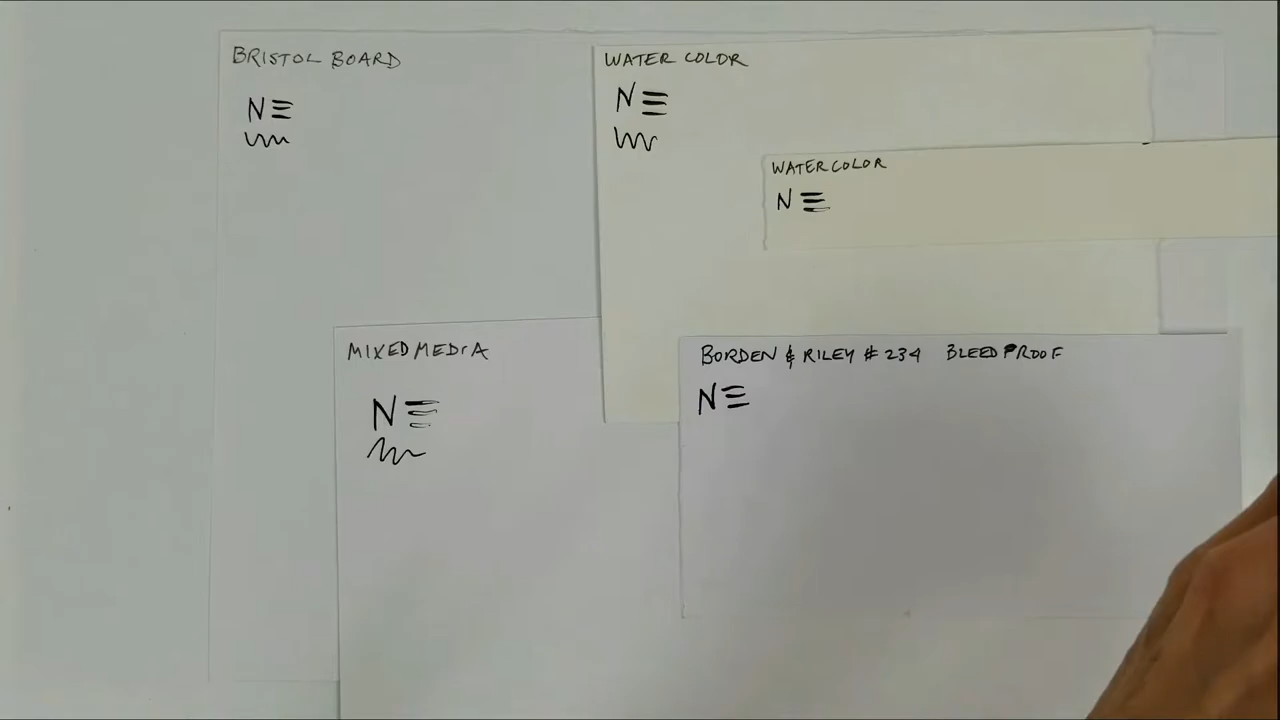 BRISTOL BOARD
N
WATER COLOR
N
WATERCOLOR
N
MIXED MEDIA
N
BORDEN & RILEY # 234 BLEEDPROOF
N